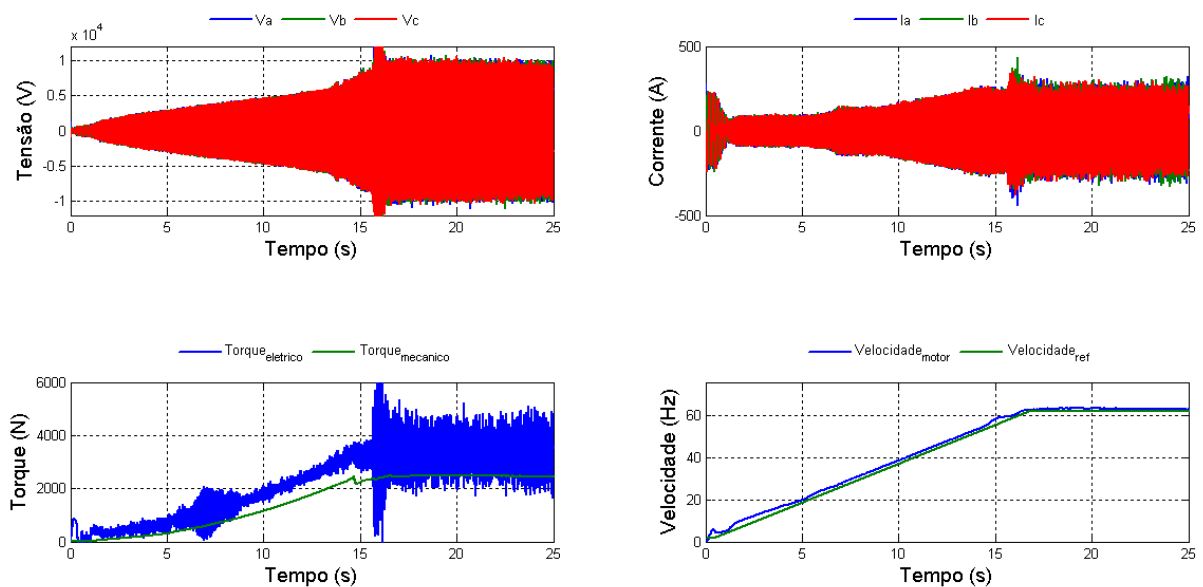 Va Vb Vc
x 10⁴
1
0.5
0
-0.5
-1
Tensão (V)
0 5 10 15 20 25
Tempo (s)
Ia Ib Ic
500
0
-500
Corrente (A)
0 5 10 15 20 25
Tempo (s)
Torque_eletrico Torque_mecanico
6000
4000
2000
0
Torque (N)
0 5 10 15 20 25
Tempo (s)
Velocidade_motor Velocidade_ref
60
40
20
0
Velocidade (Hz)
0 5 10 15 20 25
Tempo (s)